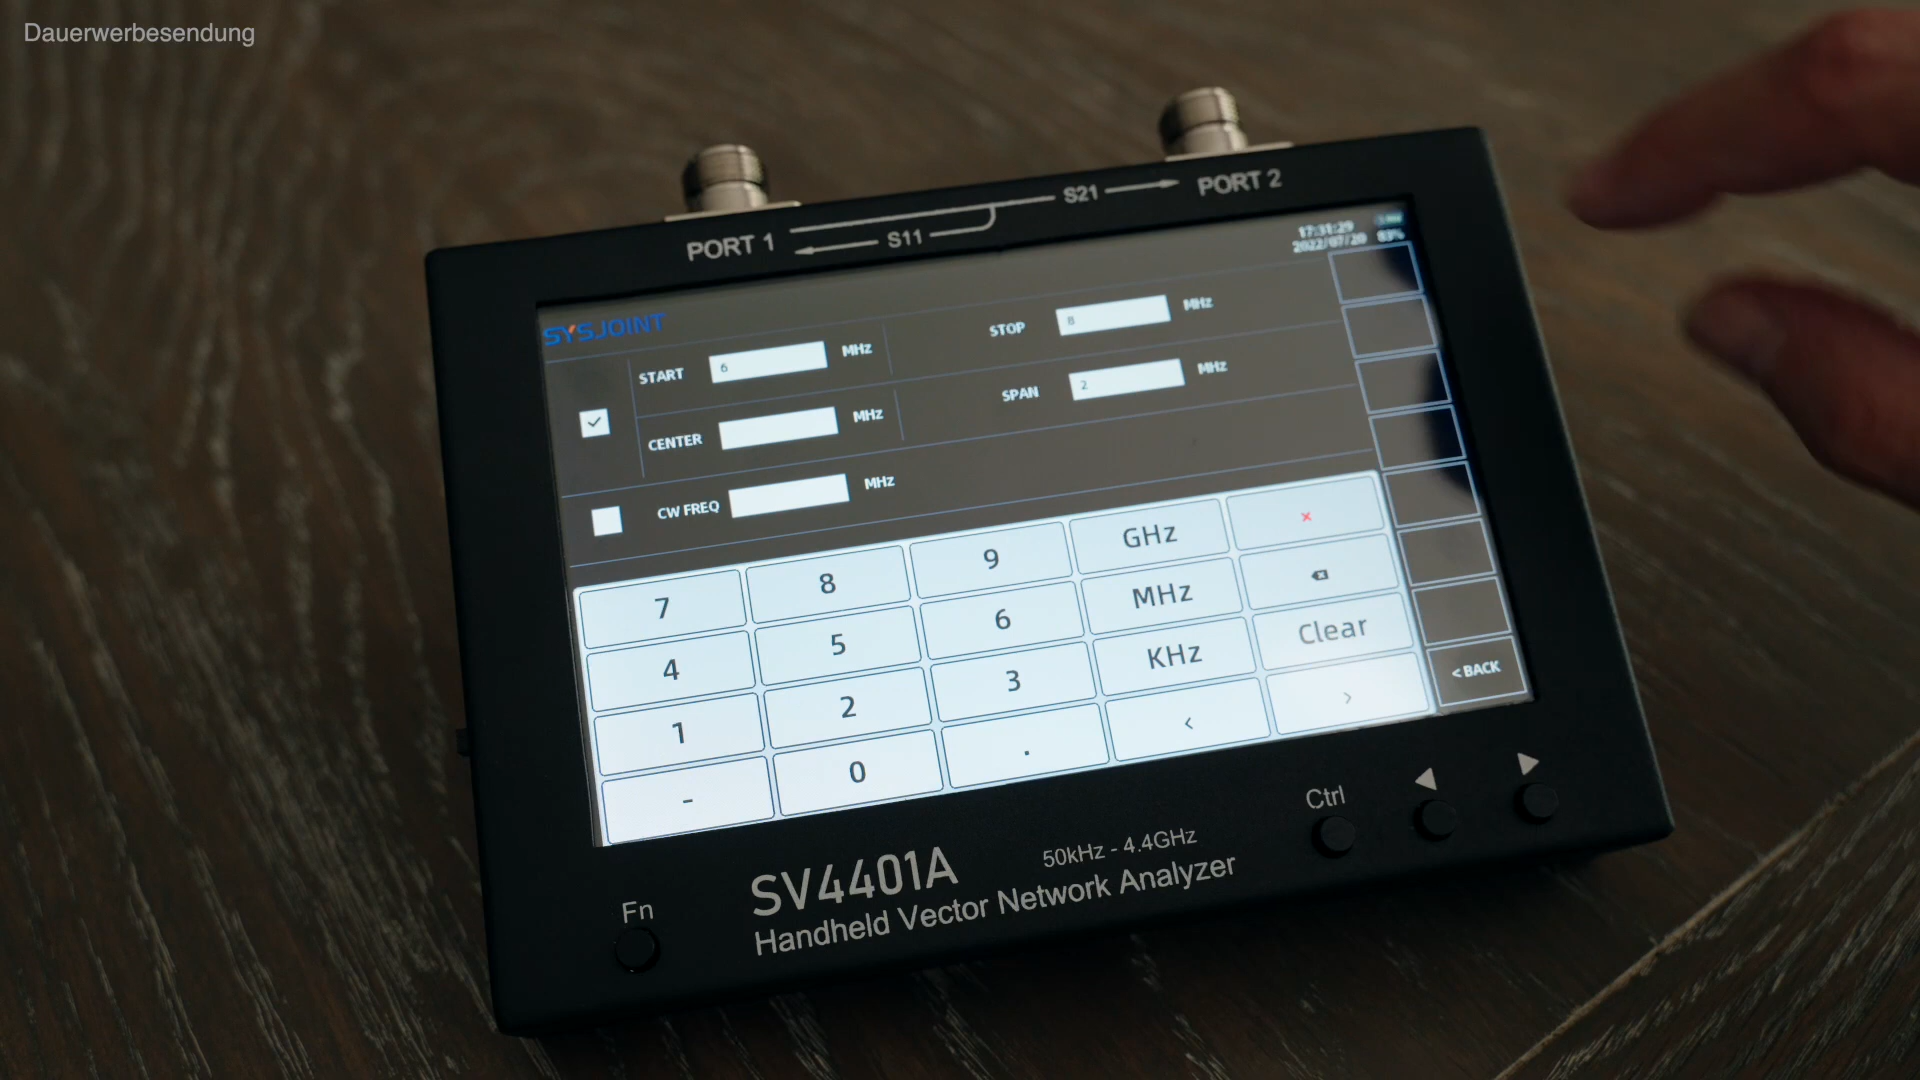 Dauerwerbesendung
PORT 1
S11
S21
PORT 2
17:31:29
2022/07/20 83%
SYSJOINT
START 6 MHz
STOP 8 MHz
CENTER MHz
SPAN 2 MHz
CW FREQ MHz
7 8 9 GHz ×
4 5 6 MHz
1 2 3 KHz Clear
- 0 . < >
< BACK
Ctrl
Fn
SV4401A
50kHz - 4.4GHz
Handheld Vector Network Analyzer